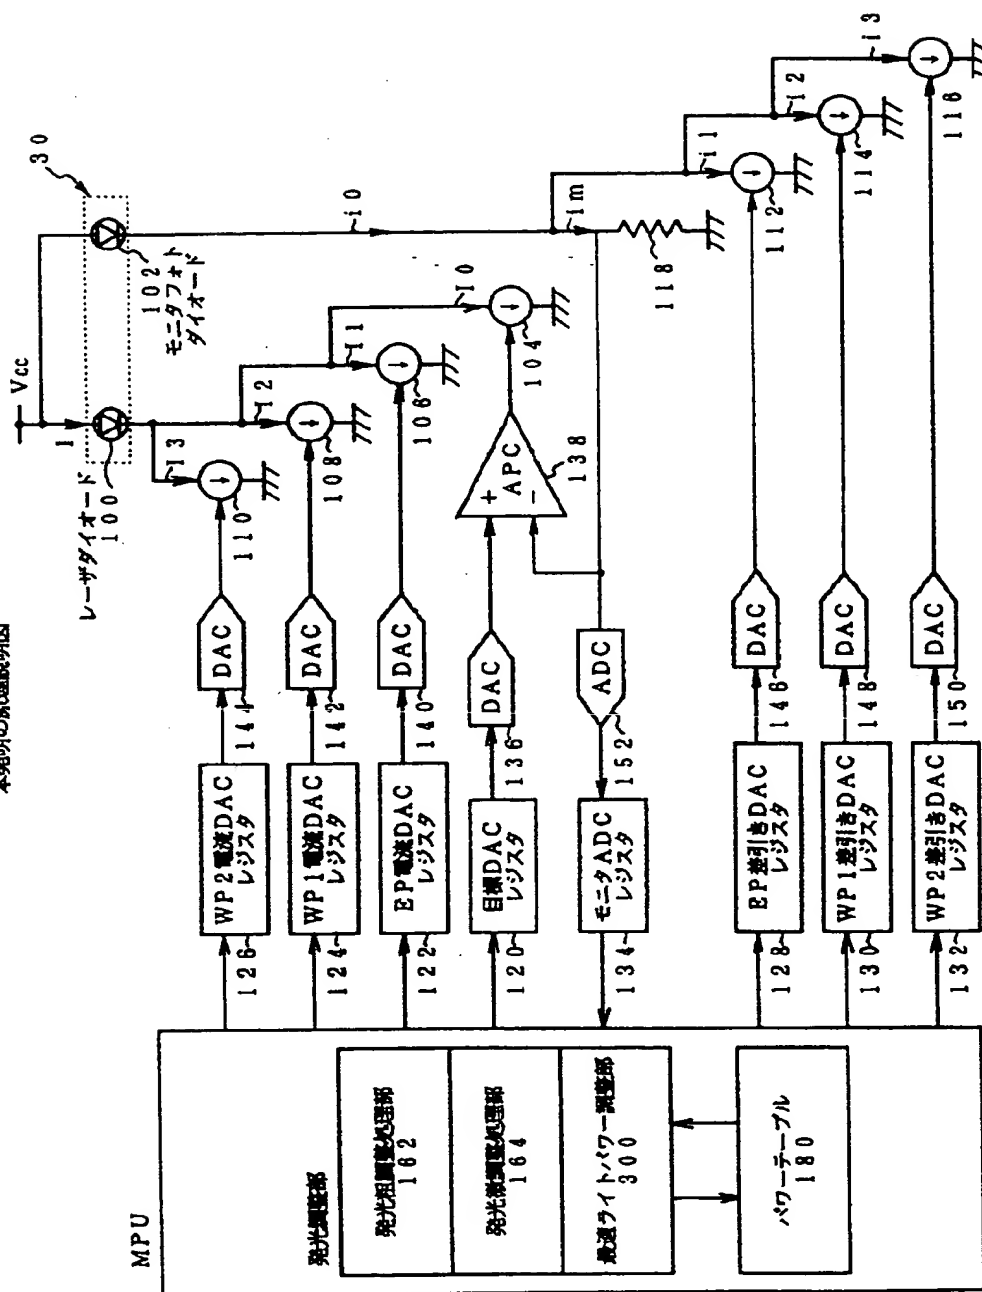 本発明の原理説明図
MPU
発光調整部
発光粗調整処理部
162
発光微調整処理部
164
最適ライトパワー調整部
300
パワーテーブル
180
WP2電流DAC
レジスタ
126
WP1電流DAC
レジスタ
124
EP電流DAC
レジスタ
122
目標DAC
レジスタ
120
モニタADC
レジスタ
134
EP差引きDAC
レジスタ
128
WP1差引きDAC
レジスタ
130
WP2差引きDAC
レジスタ
132
DAC
144
DAC
142
DAC
140
DAC
136
ADC
152
DAC
146
DAC
148
DAC
150
レーザダイオード
100
Vcc
I
30
102
モニタフォト
ダイオード
I3
110
I2
108
I1
106
I0
104
+
APC
-
138
i0
im
118
i1
112
i2
114
i3
116